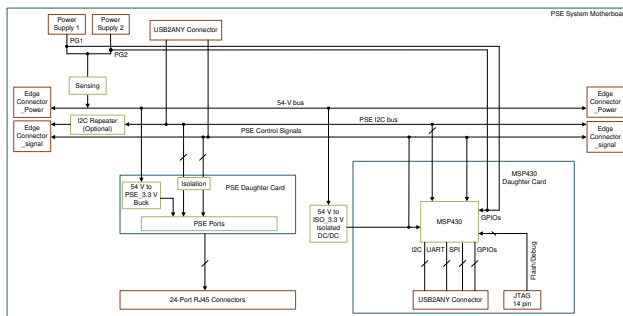 PSE System Motherboard
Power
Supply 1
Power
Supply 2
USB2ANY Connector
PG1
PG2
Sensing
Edge
Connector
_Power
54-V bus
Edge
Connector
_Power
Edge
Connector
_signal
I2C Repeater
(Optional)
PSE I2C bus
PSE Control Signals
Edge
Connector
_signal
Isolation
PSE Daughter Card
54 V to
PSE_3.3 V
Buck
PSE Ports
54 V to
ISO_3.3 V
Isolated
DC/DC
MSP430
Daughter Card
MSP430
GPIOs
I2C
UART
SPI
GPIOs
Flash/Debug
24-Port RJ45 Connectors
USB2ANY Connector
JTAG
14 pin